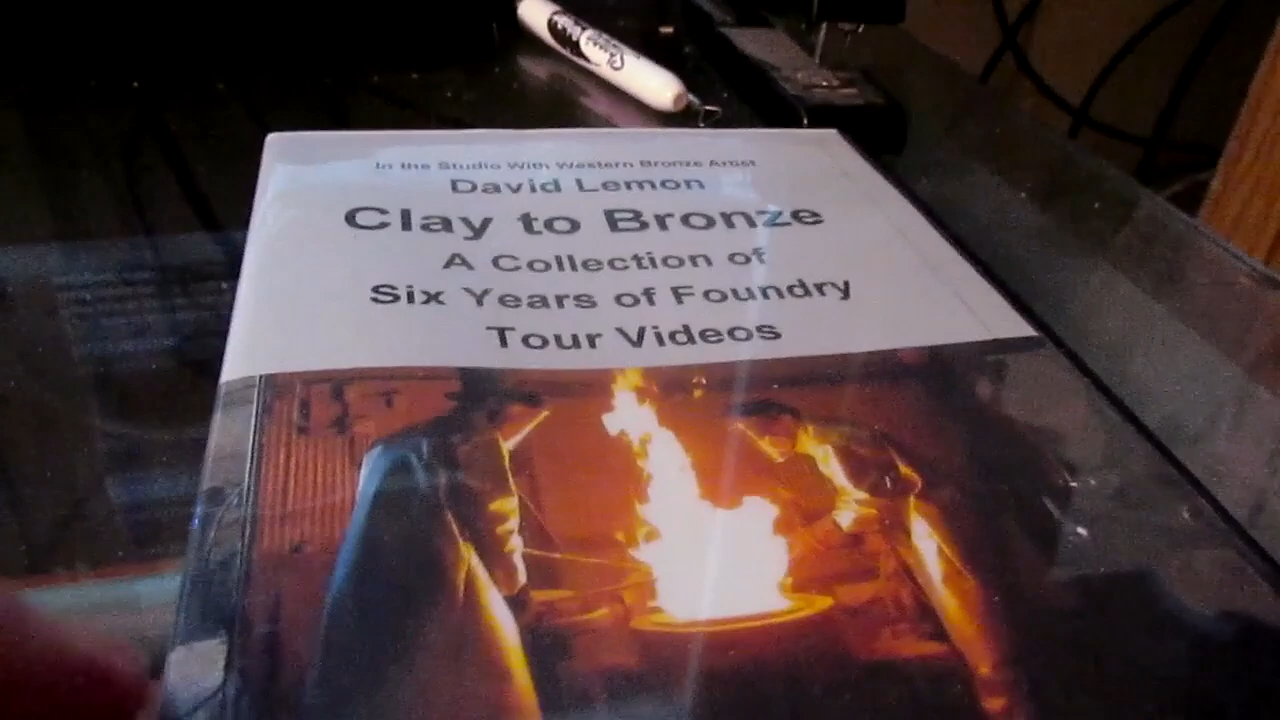 In the Studio With Western Bronze Artist
David Lemon
Clay to Bronze
A Collection of
Six Years of Foundry
Tour Videos
Sharpie